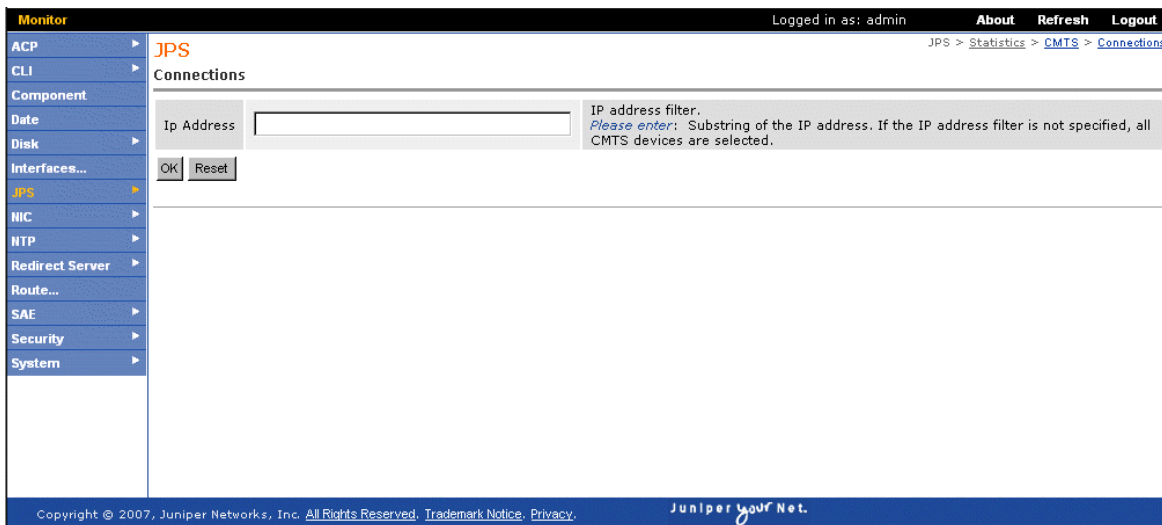 Monitor
Logged in as: admin About Refresh Logout
ACP
CLI
Component
Date
Disk
Interfaces...
JPS
NIC
NTP
Redirect Server
Route...
SAE
Security
System
JPS
JPS > Statistics > CMTS > Connections
Connections
Ip Address
IP address filter.
Please enter: Substring of the IP address. If the IP address filter is not specified, all
CMTS devices are selected.
OK Reset
Copyright © 2007, Juniper Networks, Inc. All Rights Reserved. Trademark Notice. Privacy.
Juniper your Net.